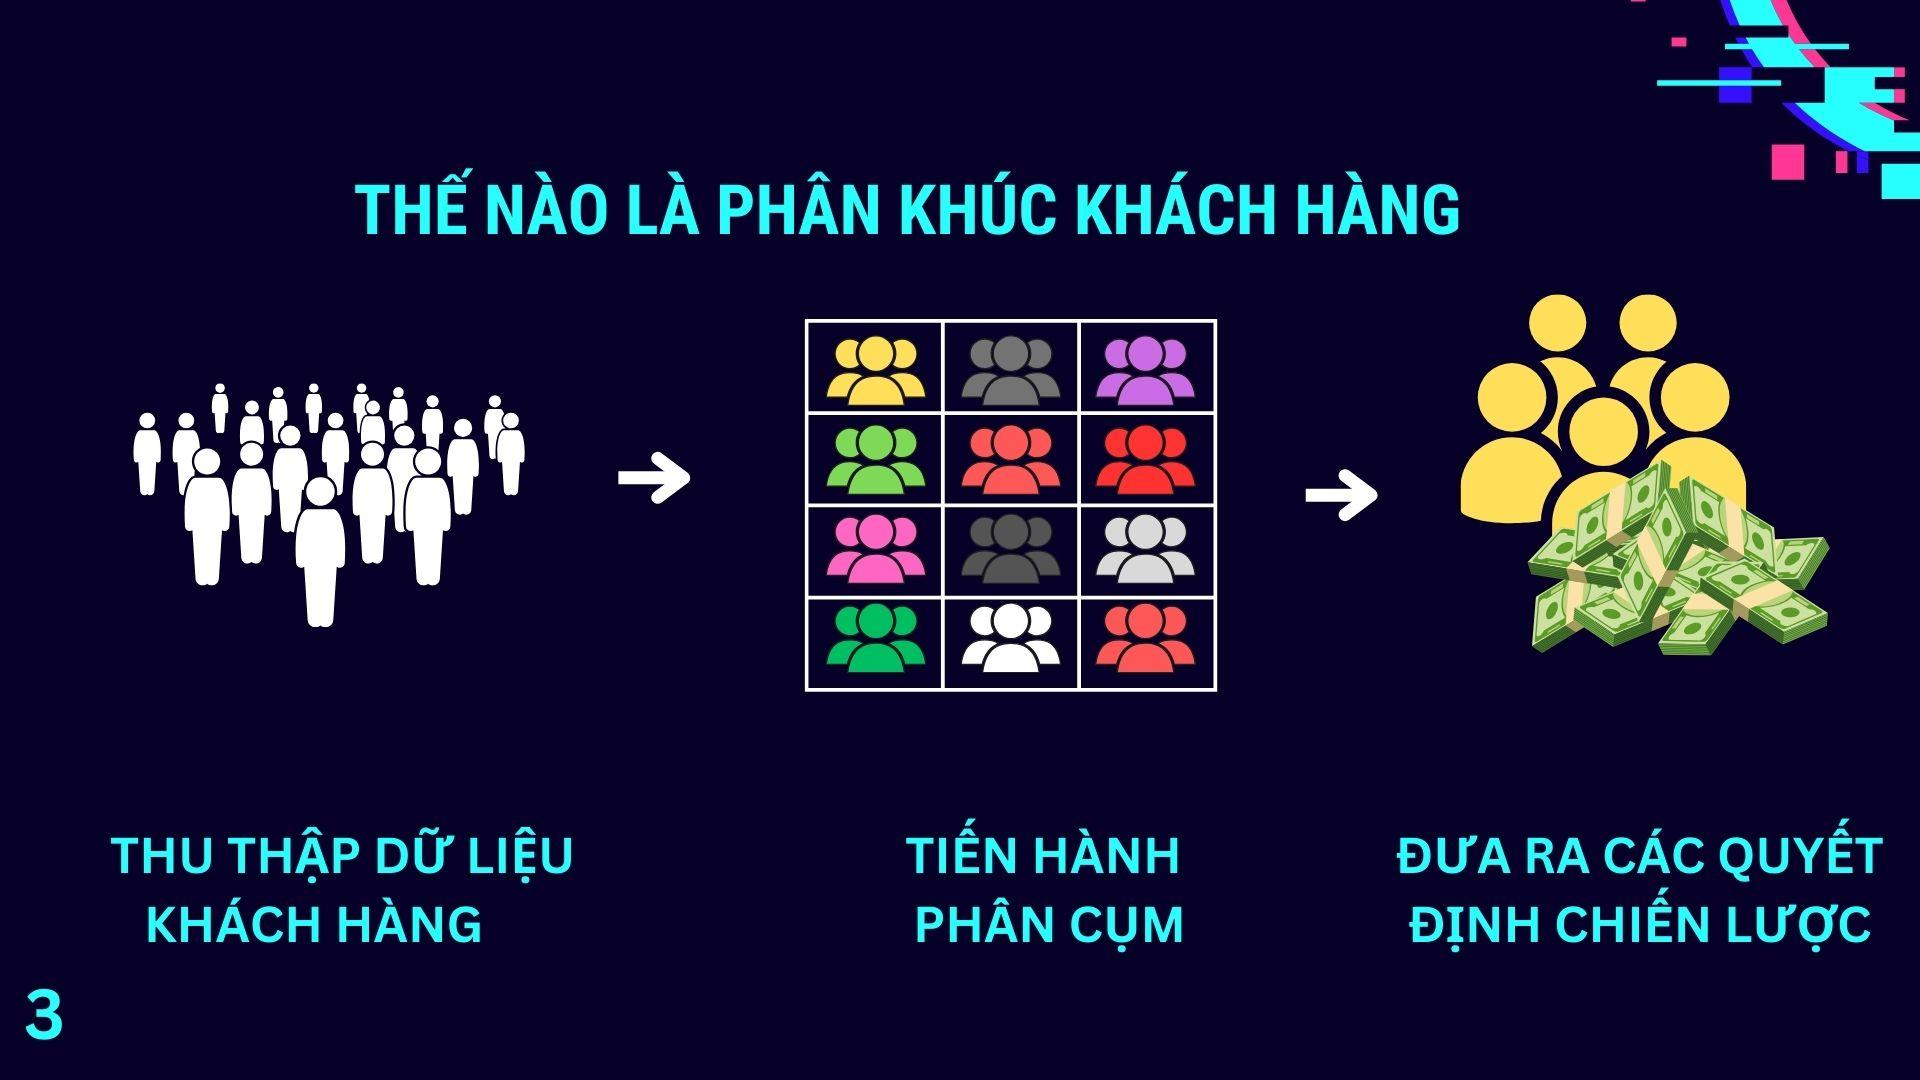 THẾ NÀO LÀ PHÂN KHÚC KHÁCH HÀNG
THU THẬP DỮ LIỆU
KHÁCH HÀNG
TIẾN HÀNH
PHÂN CỤM
ĐƯA RA CÁC QUYẾT
ĐỊNH CHIẾN LƯỢC
3